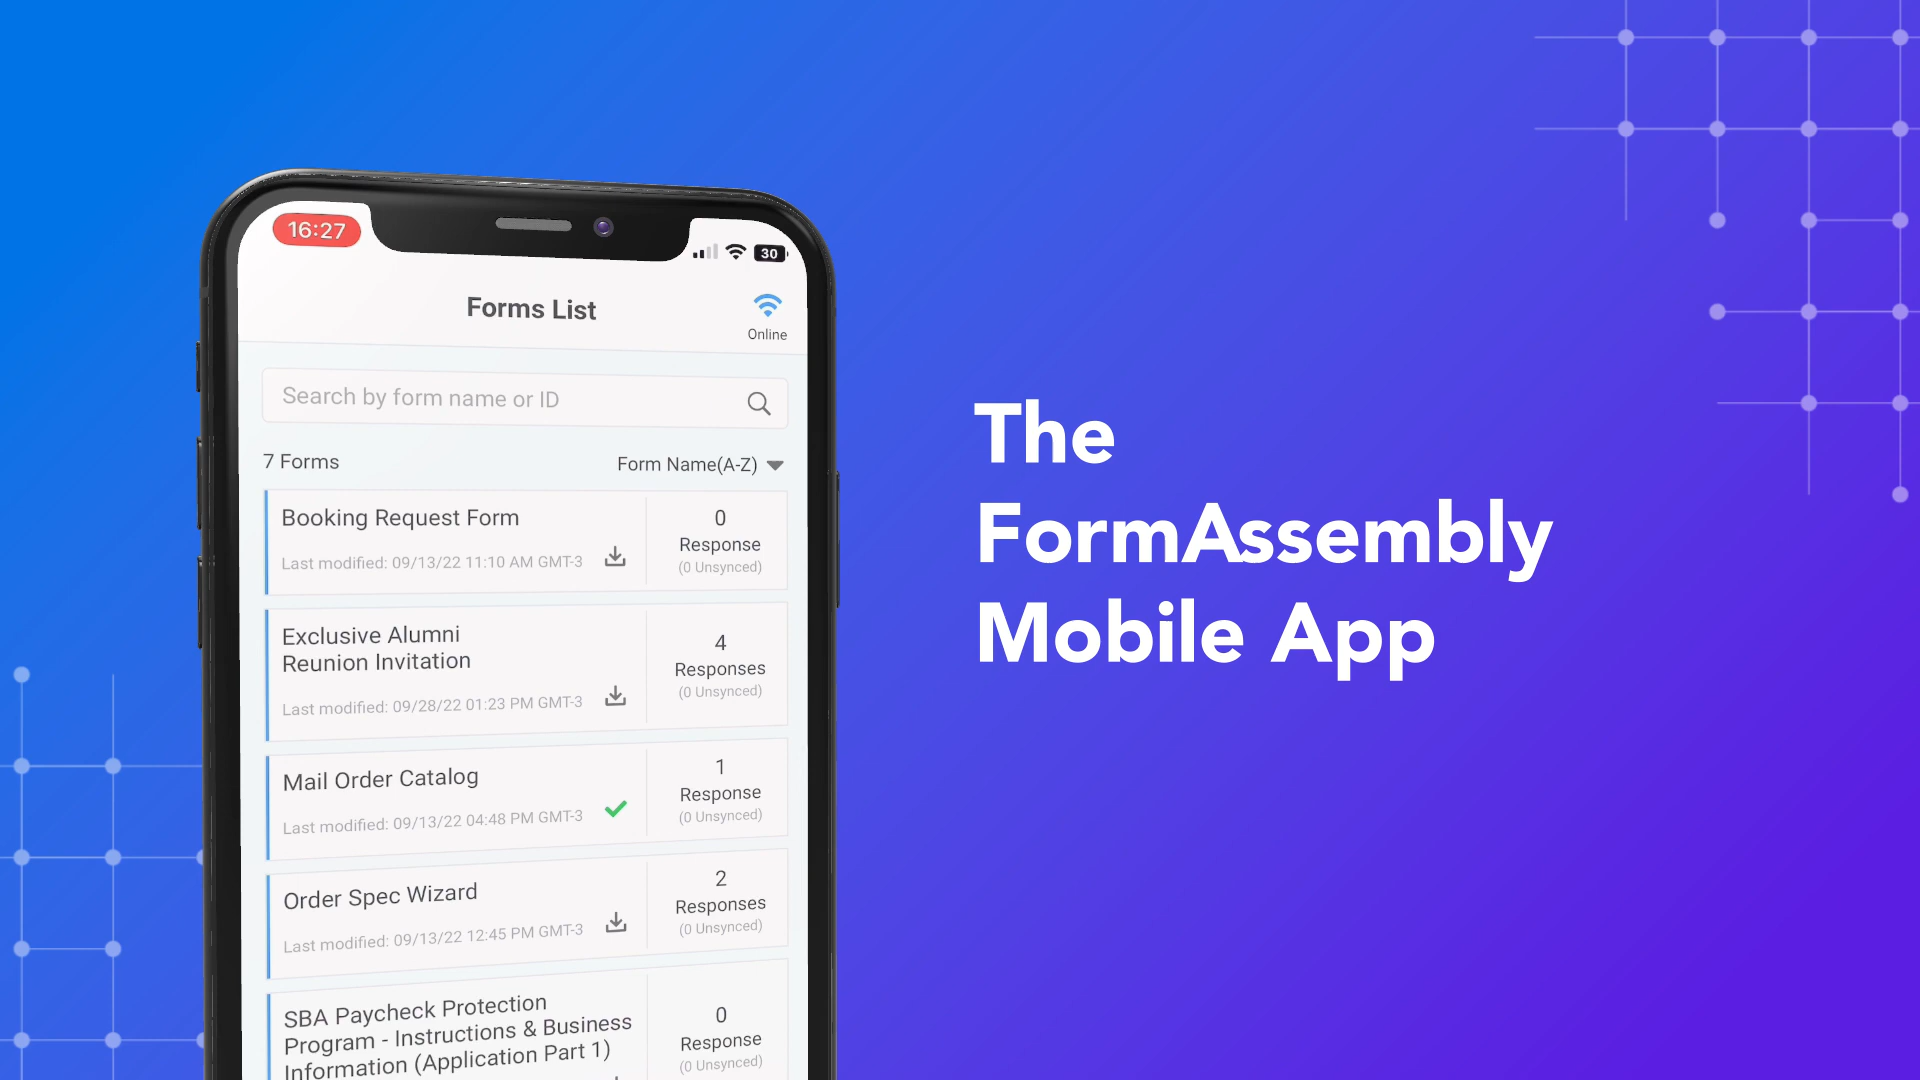 16:27
30
Forms List
Online
Search by form name or ID
7 Forms
Form Name(A-Z)
Booking Request Form
Last modified: 09/13/22 11:10 AM GMT-3
0
Response
(0 Unsynced)
Exclusive Alumni
Reunion Invitation
Last modified: 09/28/22 01:23 PM GMT-3
4
Responses
(0 Unsynced)
Mail Order Catalog
Last modified: 09/13/22 04:48 PM GMT-3
1
Response
(0 Unsynced)
Order Spec Wizard
Last modified: 09/13/22 12:45 PM GMT-3
2
Responses
(0 Unsynced)
SBA Paycheck Protection
Program - Instructions & Business
Information (Application Part 1)
0
Response
(0 Unsynced)
The
FormAssembly
Mobile App